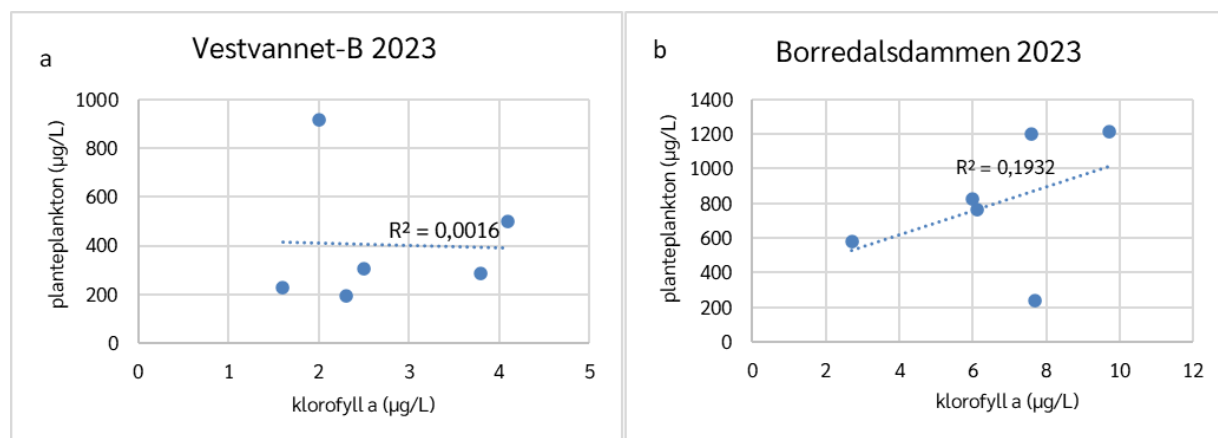 a
Vestvannet-B 2023
planteplankton (µg/L)
1000
800
600
400
200
0
R² = 0,0016
0 1 2 3 4 5
klorofyll a (µg/L)
b
Borredalsdammen 2023
planteplankton (µg/L)
1400
1200
1000
800
600
400
200
0
R² = 0,1932
0 2 4 6 8 10 12
klorofyll a (µg/L)